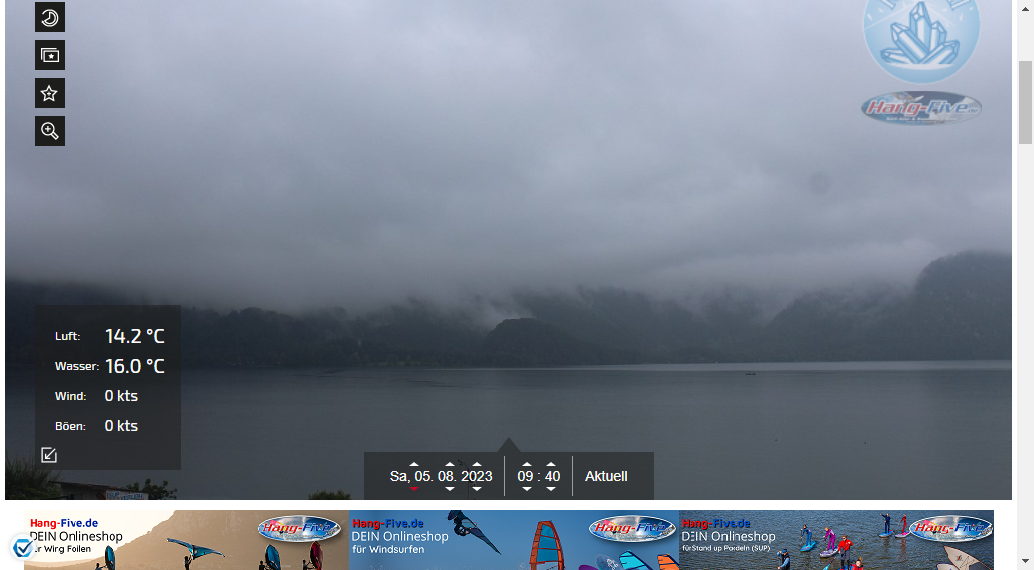 Hang-Five
Luft: 14.2 °C
Wasser: 16.0 °C
Wind: 0 kts
Böen: 0 kts
Sa, 05. 08. 2023 09 : 40 Aktuell
Hang-Five.de
DEIN Onlineshop
für Wing Foilen
Hang-Five
Hang-Five.de
DEIN Onlineshop
für Windsurfen
Hang-Five
Hang-Five.de
DEIN Onlineshop
für Stand up Paddeln (SUP)
Hang-Five